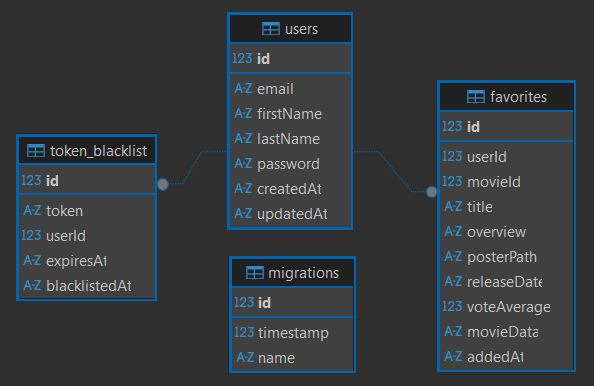 users
123 id
A-Z email
A-Z firstName
A-Z lastName
A-Z password
A-Z createdAt
A-Z updatedAt
favorites
123 id
123 userId
123 movieId
A-Z title
A-Z overview
A-Z posterPath
A-Z releaseDate
123 voteAverage
A-Z movieData
A-Z addedAt
token_blacklist
123 id
A-Z token
123 userId
A-Z expiresAt
A-Z blacklistedAt
migrations
123 id
123 timestamp
A-Z name